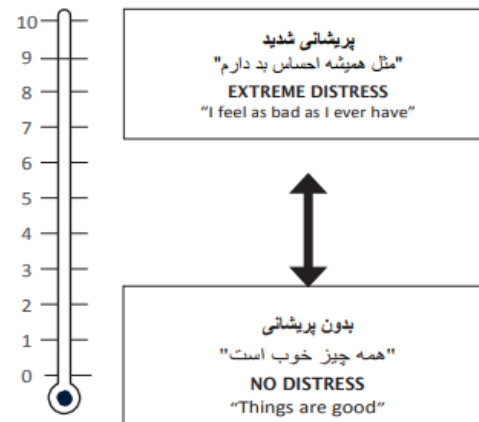 10
9
8
7
6
5
4
3
2
1
0
پریشانی شدید
"مثل همیشه احساس بد دارم"
EXTREME DISTRESS
“I feel as bad as I ever have”
بدون پریشانی
"همه چیز خوب است"
NO DISTRESS
“Things are good”